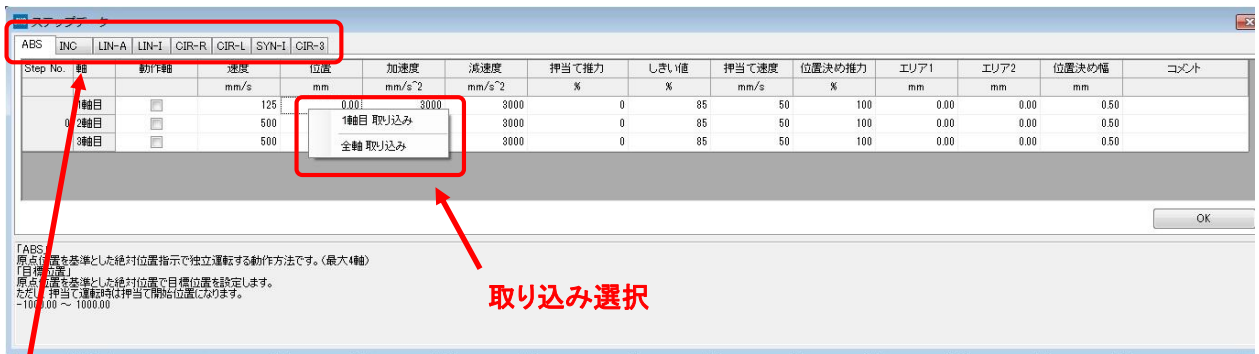 ステップデータ
ABS INC LIN-A LIN-I CIR-R CIR-L SYN-I CIR-3
Step No. 軸 動作軸 速度 位置 加速度 減速度 押当て推力 しきい値 押当て速度 位置決め推力 エリア1 エリア2 位置決め幅 コメント
mm/s mm mm/s^2 mm/s^2 % % mm/s % mm mm mm
1軸目 125 0.00 3000 3000 0 85 50 100 0.00 0.00 0.50
0 2軸目 500 3000 0 85 50 100 0.00 0.00 0.50
3軸目 500 3000 0 85 50 100 0.00 0.00 0.50
1軸目 取り込み
全軸 取り込み
OK
「ABS」
原点位置を基準とした絶対位置指示で独立運転する動作方法です。(最大4軸)
「目標位置」
原点位置を基準とした絶対位置で目標位置を設定します。
ただし 押当て運転時は押当て開始位置になります。
-1000.00 ～ 1000.00
取り込み選択